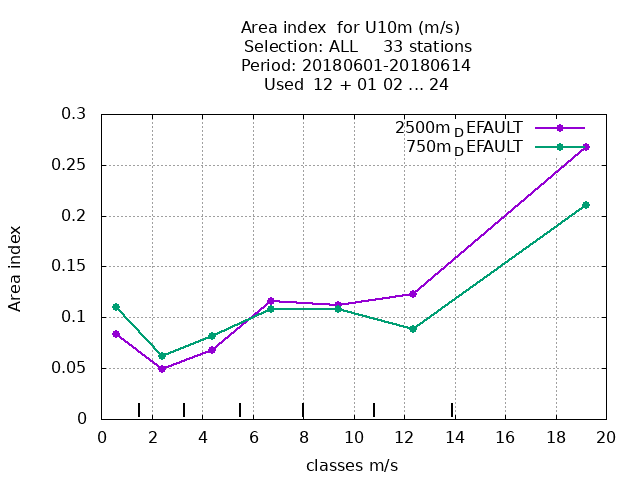 Area index  for U10m (m/s)
Selection: ALL     33 stations
Period: 20180601-20180614
Used  12 + 01 02 ... 24
0.3
2500m_DEFAULT
750m_DEFAULT
0.25
0.2
0.15
0.1
0.05
0
Area index
0 2 4 6 8 10 12 14 16 18 20
classes m/s